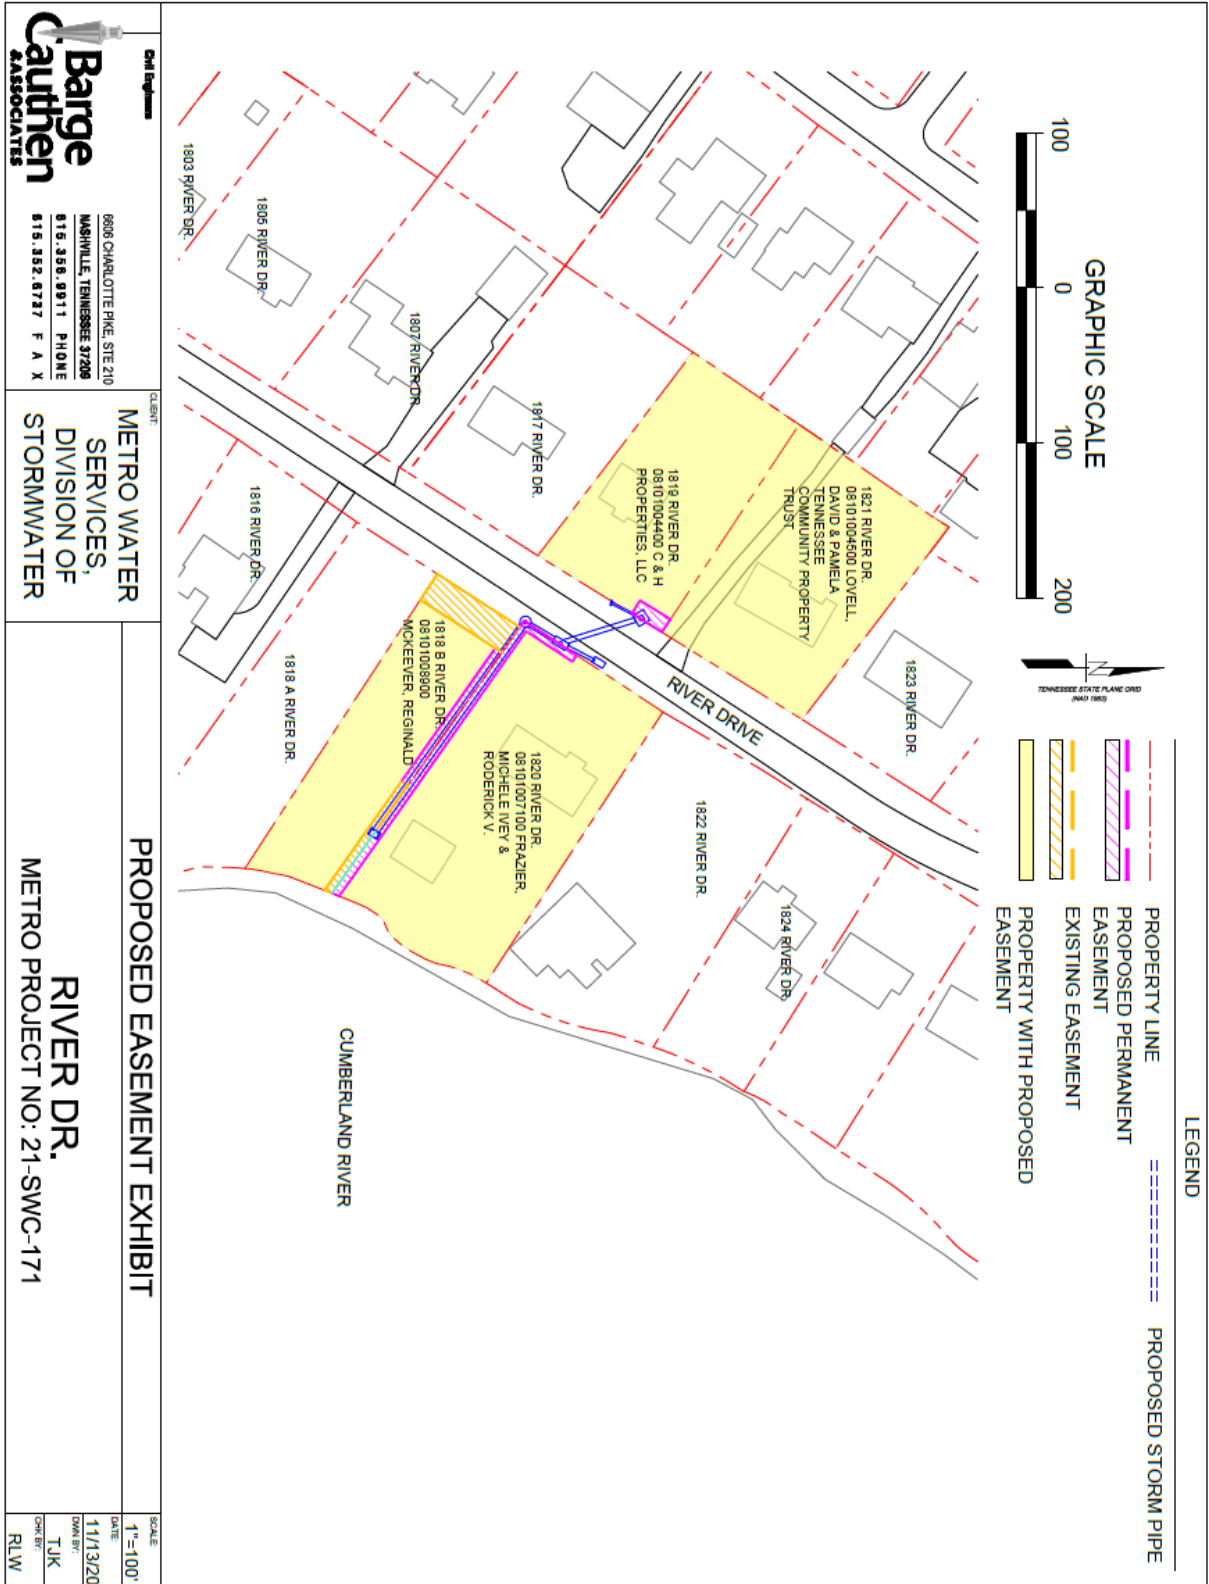 LEGEND
PROPERTY LINE
PROPOSED STORM PIPE
PROPOSED PERMANENT
EASEMENT
EXISTING EASEMENT
PROPERTY WITH PROPOSED
EASEMENT
GRAPHIC SCALE
100
0
100
200
TENNESSEE STATE PLANE GRID
(NAD 1983)
1821 RIVER DR.
08101004500 LOVELL,
DAVID & PAMELA
TENNESSEE
COMMUNITY PROPERTY
TRUST
1823 RIVER DR.
1819 RIVER DR.
08101004400 C & H
PROPERTIES, LLC
RIVER DRIVE
1824 RIVER DR.
1822 RIVER DR.
1817 RIVER DR.
1820 RIVER DR.
08101007100 FRAZIER,
MICHELE IVEY &
RODERICK V.
1818 B RIVER DR.
08101008900
MCKEEVER, REGINALD
1807 RIVER DR.
CUMBERLAND RIVER
1818 A RIVER DR.
1805 RIVER DR.
1816 RIVER DR.
1803 RIVER DR.
Civil Engineers
Barge
Cauthen
& ASSOCIATES
6606 CHARLOTTE PIKE, STE 210
NASHVILLE, TENNESSEE 37209
615.356.9911 PHONE
615.352.6737 FAX
CLIENT:
METRO WATER
SERVICES,
DIVISION OF
STORMWATER
PROPOSED EASEMENT EXHIBIT
RIVER DR.
METRO PROJECT NO: 21-SWC-171
SCALE:
1"=100'
DATE:
11/13/20
DWN BY:
TJK
CHK BY:
RLW